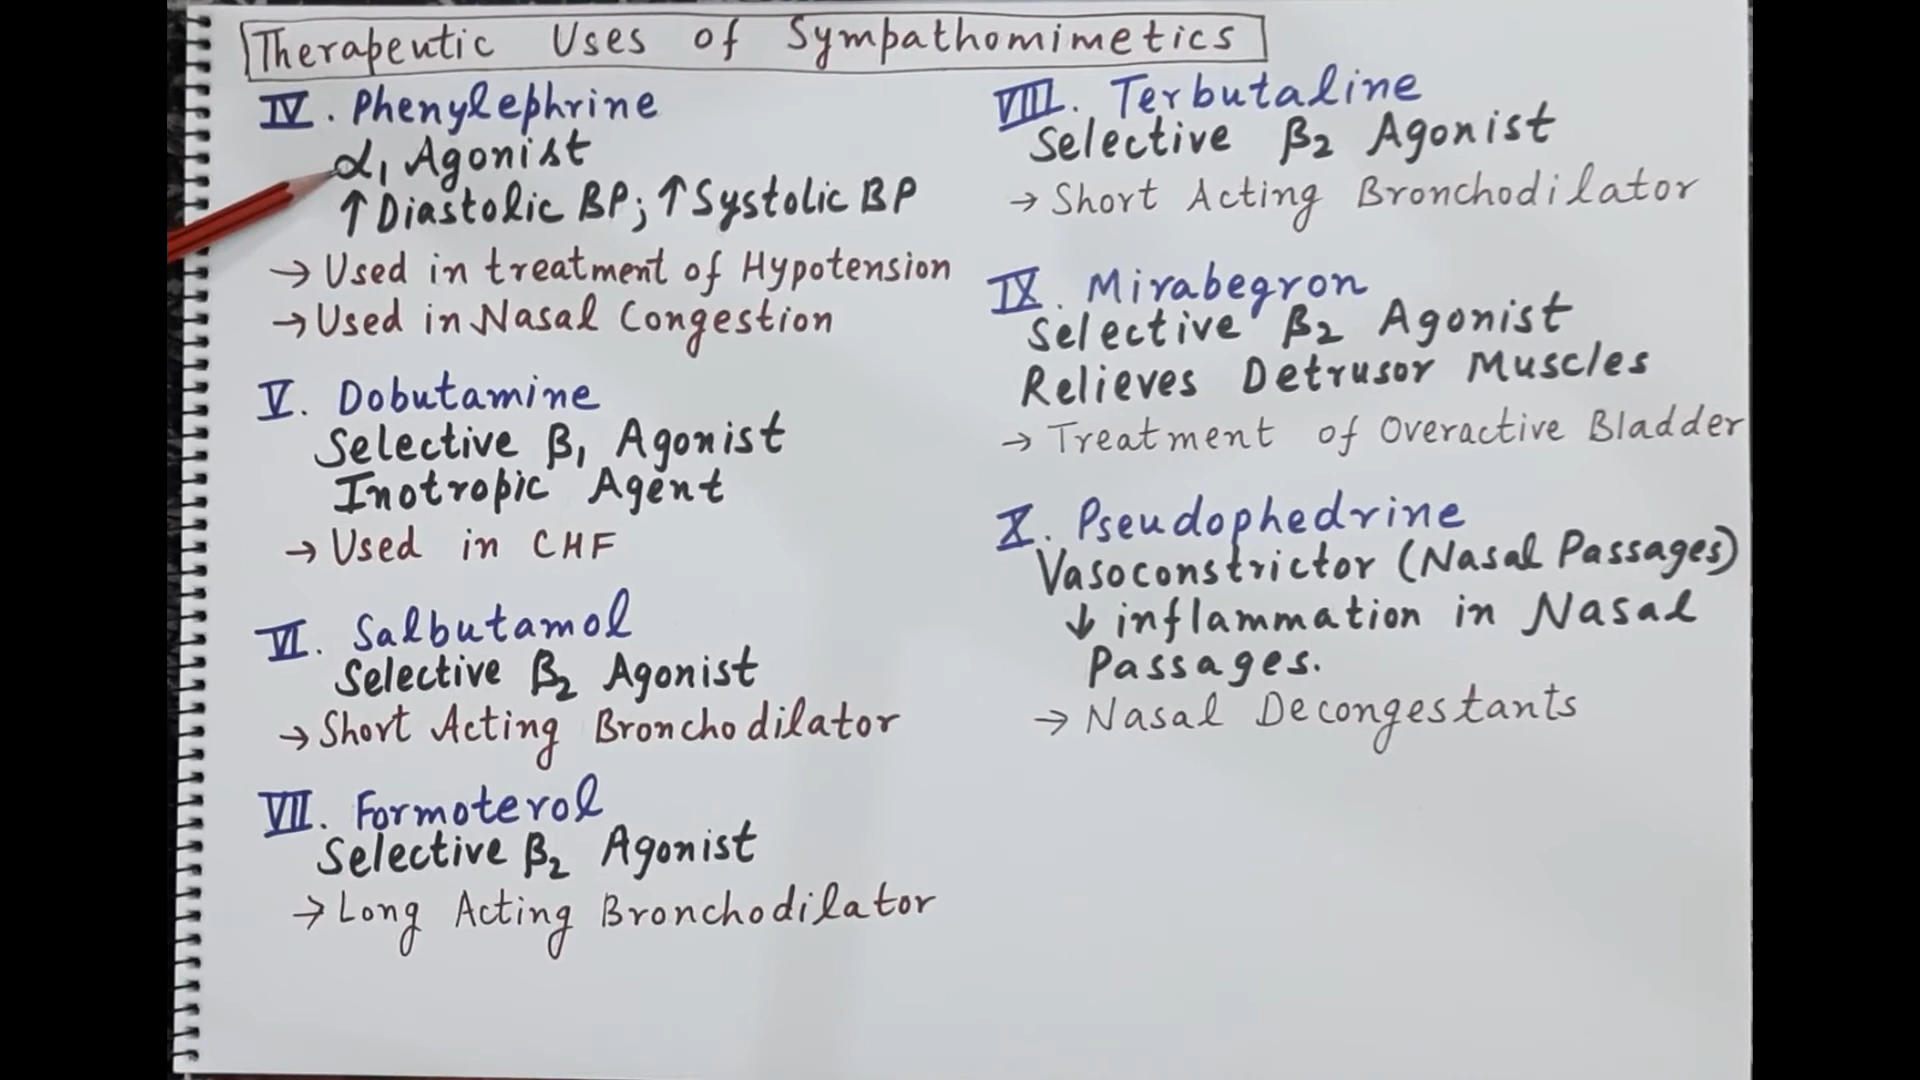 Therapeutic Uses of Sympathomimetics
IV. Phenylephrine
α₁ Agonist
↑ Diastolic BP; ↑ Systolic BP
→ Used in treatment of Hypotension
→ Used in Nasal Congestion
V. Dobutamine
Selective β₁ Agonist
Inotropic Agent
→ Used in CHF
VI. Salbutamol
Selective β₂ Agonist
→ Short Acting Bronchodilator
VII. Formoterol
Selective β₂ Agonist
→ Long Acting Bronchodilator
VIII. Terbutaline
Selective β₂ Agonist
→ Short Acting Bronchodilator
IX. Mirabegron
Selective β₂ Agonist
Relieves Detrusor Muscles
→ Treatment of Overactive Bladder
X. Pseudophedrine
Vasoconstrictor (Nasal Passages)
↓ inflammation in Nasal
Passages.
→ Nasal Decongestants